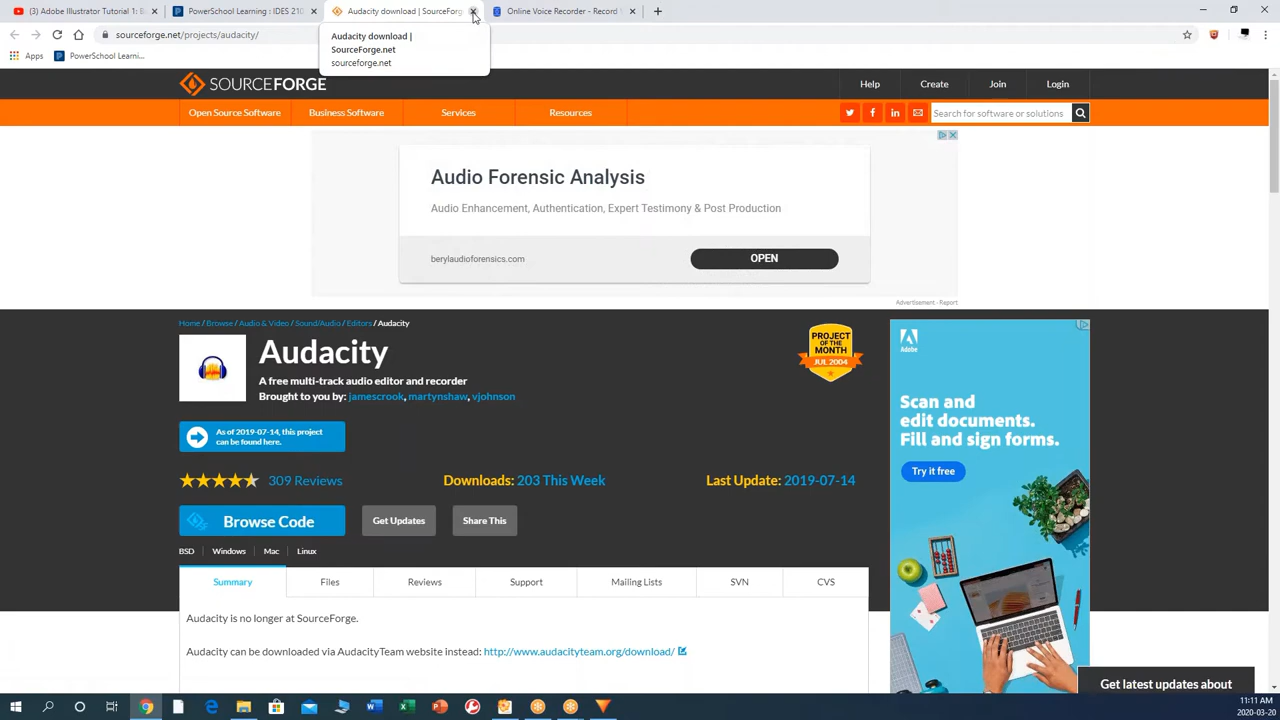 (3) Adobe Illustrator Tutorial 1:
PowerSchool Learning : IDES 210
Audacity download | SourceForg
Online Voice Recorder - Record
sourceforge.net/projects/audacity/
Audacity download |
SourceForge.net
sourceforge.net
Apps
PowerSchool Learni...
SOURCEFORGE
Help
Create
Join
Login
Open Source Software
Business Software
Services
Resources
Search for software or solutions
Audio Forensic Analysis
Audio Enhancement, Authentication, Expert Testimony & Post Production
berylaudioforensics.com
OPEN
Advertisement - Report
Home / Browse / Audio & Video / Sound/Audio / Editors / Audacity
Audacity
A free multi-track audio editor and recorder
Brought to you by: jamescrook, martynshaw, vjohnson
PROJECT
OF THE
MONTH
JUL 2004
As of 2019-07-14, this project
can be found here.
309 Reviews
Downloads: 203 This Week
Last Update: 2019-07-14
Browse Code
Get Updates
Share This
BSD
Windows
Mac
Linux
Summary
Files
Reviews
Support
Mailing Lists
SVN
CVS
Audacity is no longer at SourceForge.
Audacity can be downloaded via AudacityTeam website instead: http://www.audacityteam.org/download/
Adobe
Scan and
edit documents.
Fill and sign forms.
Try it free
Get latest updates about
11:11 AM
2020-03-20